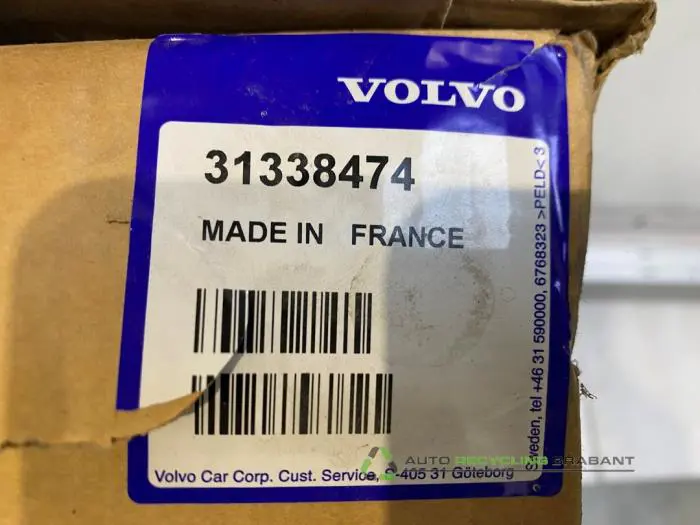 VOLVO
31338474
MADE IN FRANCE
Volvo Car Corp. Cust. Service, S-405 31 Göteborg
Sweden, tel +46 31 590000, 6768323 >PELD< 3
AUTO RECYCLING BRABANT